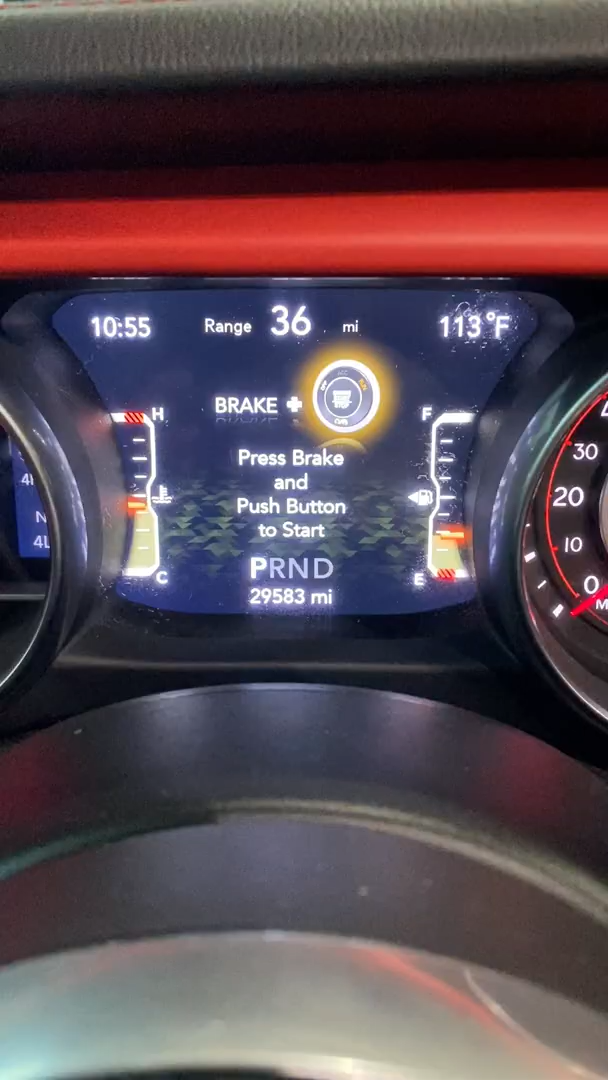 10:55 Range 36 mi 113°F
BRAKE +
H
F
Press Brake
and
Push Button
to Start
C
E
PRND
29583 mi
4L
30
20
10
0